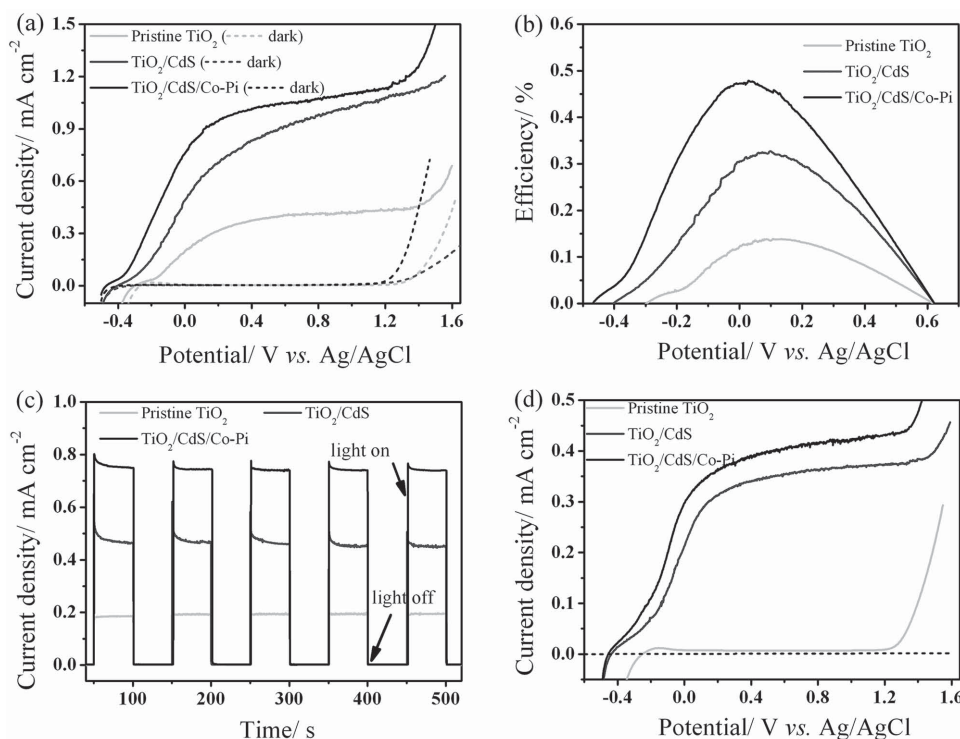 (a)
1.5
1.2
0.9
0.6
0.3
0.0
Current density/ mA cm⁻²
Pristine TiO₂ (---- dark)
TiO₂/CdS (---- dark)
TiO₂/CdS/Co-Pi (---- dark)
-0.4 0.0 0.4 0.8 1.2 1.6
Potential/ V vs. Ag/AgCl
(b)
0.6
0.5
0.4
0.3
0.2
0.1
0.0
Efficiency/ %
Pristine TiO₂
TiO₂/CdS
TiO₂/CdS/Co-Pi
-0.4 -0.2 0.0 0.2 0.4 0.6
Potential/ V vs. Ag/AgCl
(c)
1.0
0.8
0.6
0.4
0.2
0.0
Current density/ mA cm⁻²
Pristine TiO₂ TiO₂/CdS
TiO₂/CdS/Co-Pi
light on
light off
100 200 300 400 500
Time/ s
(d)
0.5
0.4
0.3
0.2
0.1
0.0
Current density/ mA cm⁻²
Pristine TiO₂
TiO₂/CdS
TiO₂/CdS/Co-Pi
-0.4 0.0 0.4 0.8 1.2 1.6
Potential/ V vs. Ag/AgCl